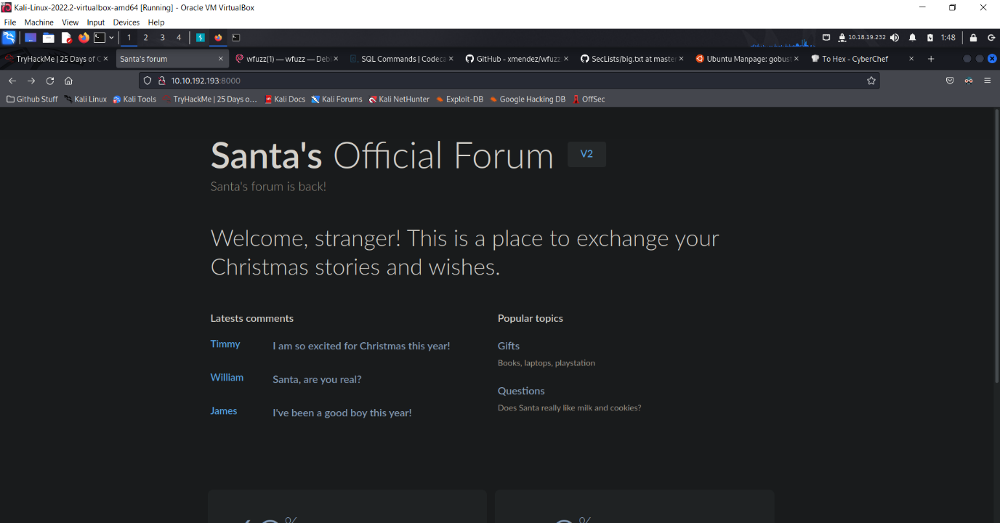 Kali-Linux-2022.2-virtualbox-amd64 [Running] - Oracle VM VirtualBox
File Machine View Input Devices Help
1 2 3 4 10.18.19.232 1:48
TryHackMe | 25 Days of C Santa's forum wfuzz(1) — wfuzz — Debi SQL Commands | Codeca GitHub - xmendez/wfuzz SecLists/big.txt at master Ubuntu Manpage: gobust To Hex - CyberChef
10.10.192.193:8000
Github Stuff Kali Linux Kali Tools TryHackMe | 25 Days o... Kali Docs Kali Forums Kali NetHunter Exploit-DB Google Hacking DB OffSec
Santa's Official Forum V2
Santa's forum is back!
Welcome, stranger! This is a place to exchange your
Christmas stories and wishes.
Latests comments
Timmy I am so excited for Christmas this year!
William Santa, are you real?
James I've been a good boy this year!
Popular topics
Gifts
Books, laptops, playstation
Questions
Does Santa really like milk and cookies?